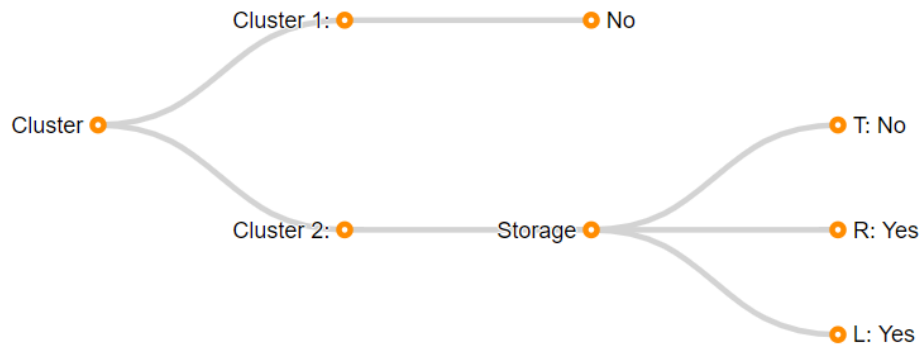 Cluster 1:
No
Cluster
T: No
Cluster 2:
Storage
R: Yes
L: Yes